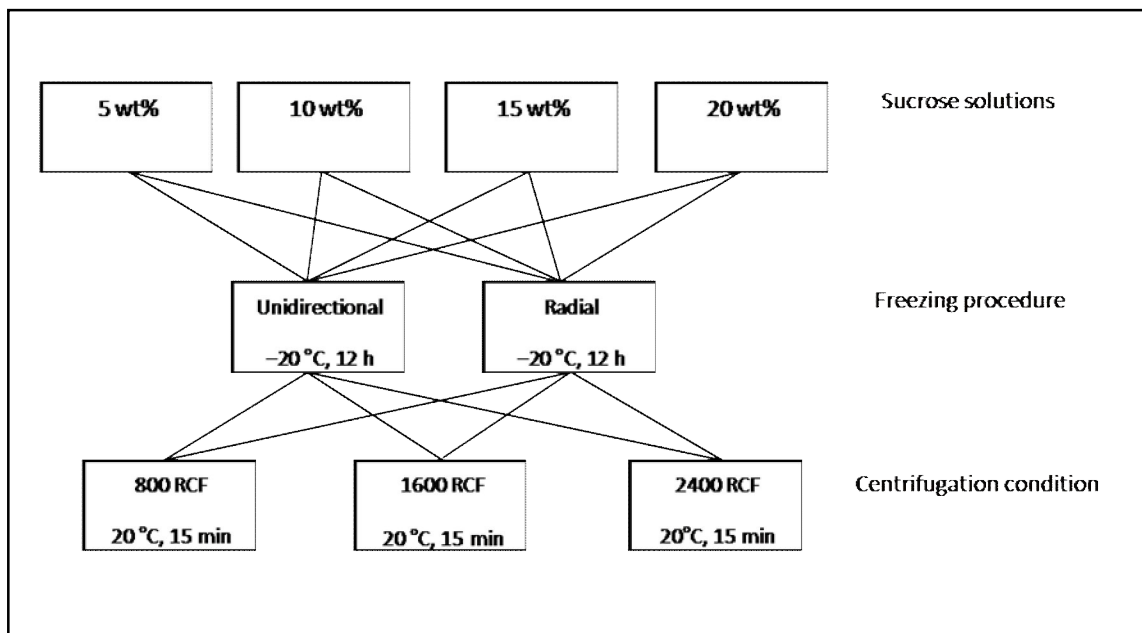 5 wt%
10 wt%
15 wt%
20 wt%
Sucrose solutions
Unidirectional
−20 °C, 12 h
Radial
−20 °C, 12 h
Freezing procedure
800 RCF
20 °C, 15 min
1600 RCF
20 °C, 15 min
2400 RCF
20°C, 15 min
Centrifugation condition